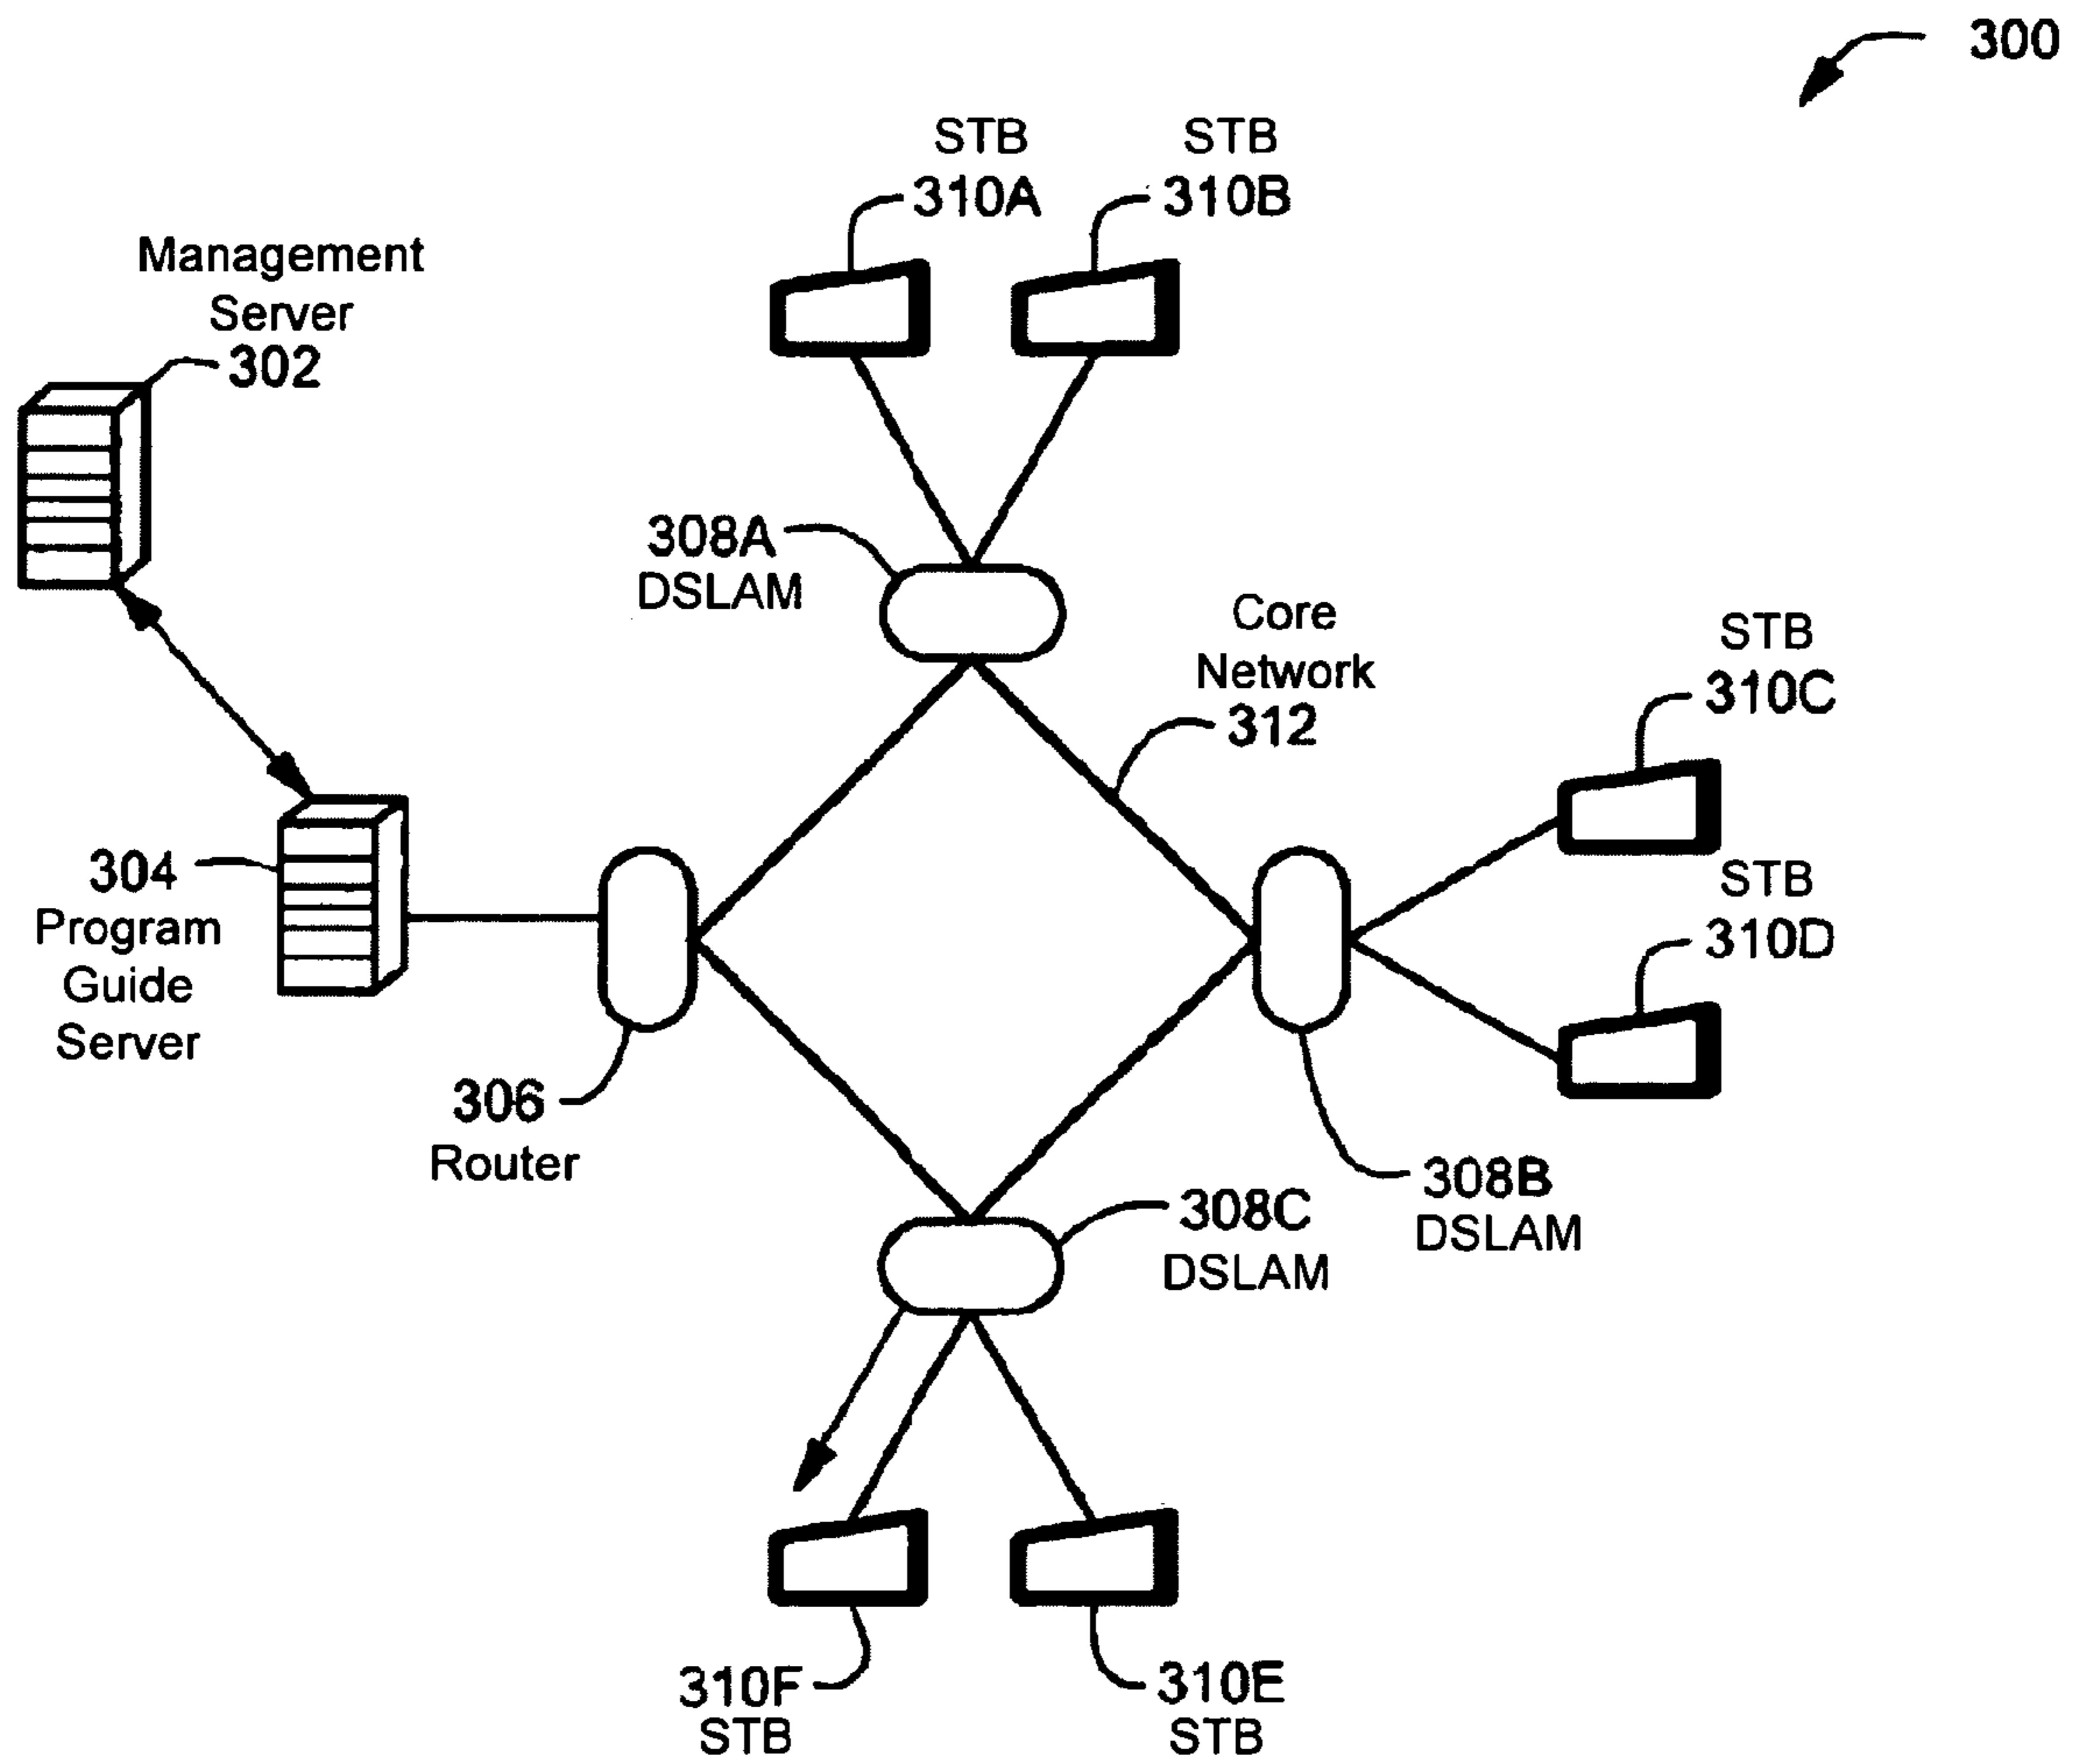 300
STB
310A
STB
310B
Management
Server
302
308A
DSLAM
Core
Network
312
STB
310C
STB
310D
304
Program
Guide
Server
306
Router
308B
DSLAM
308C
DSLAM
310F
STB
310E
STB